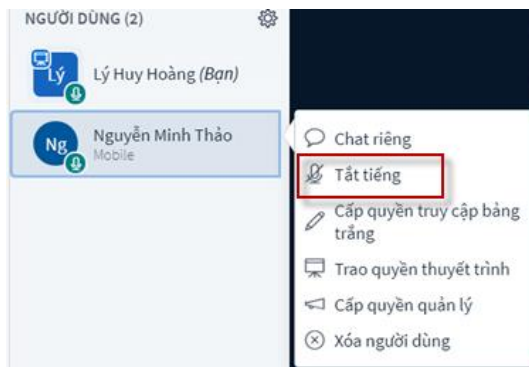 NGƯỜI DÙNG (2)
Lý
Lý Huy Hoàng (Bạn)
Ng
Nguyễn Minh Thảo
Mobile
Chat riêng
Tắt tiếng
Cấp quyền truy cập bảng
trắng
Trao quyền thuyết trình
Cấp quyền quản lý
Xóa người dùng